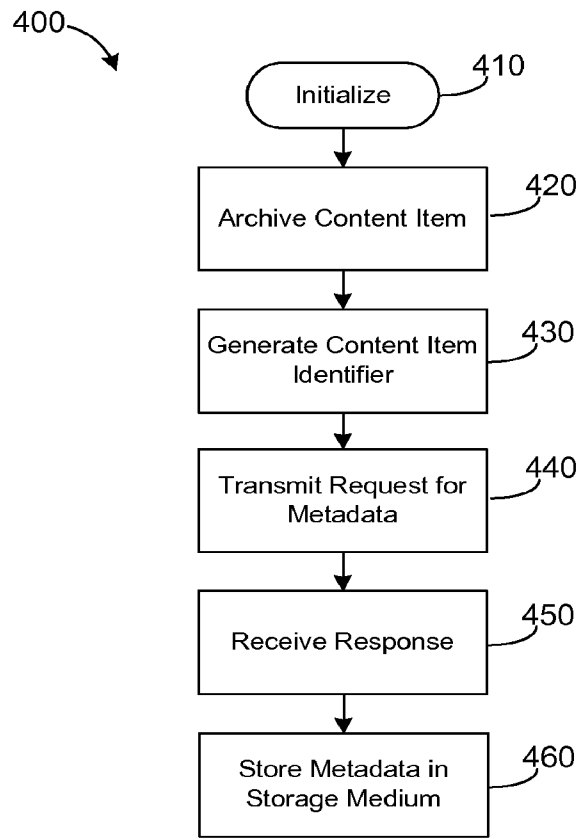 400
410
Initialize
420
Archive Content Item
430
Generate Content Item
Identifier
440
Transmit Request for
Metadata
450
Receive Response
460
Store Metadata in
Storage Medium